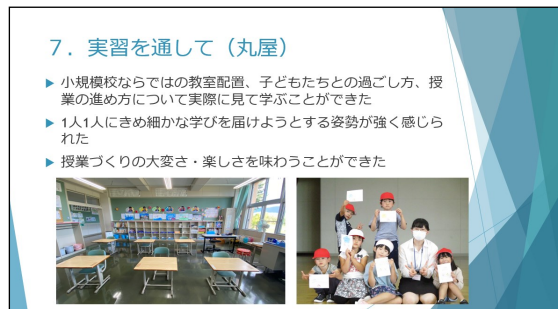 7．実習を通して（丸屋）
小規模校ならではの教室配置、子どもたちとの過ごし方、授
業の進め方について実際に見て学ぶことができた
1人1人にきめ細かな学びを届けようとする姿勢が強く感じら
れた
授業づくりの大変さ・楽しさを味わうことができた